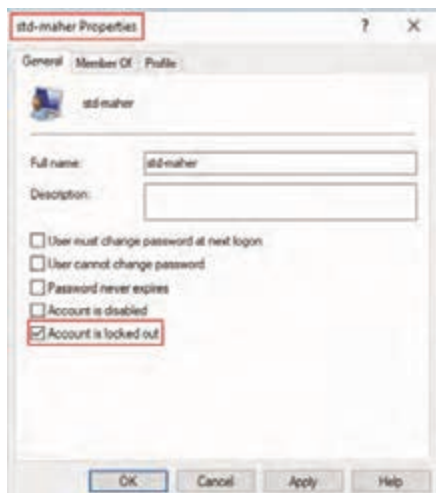 std-maher Properties ? ×
General Member Of Profile
std-maher
Full name: std-maher
Description:
User must change password at next logon
User cannot change password
Password never expires
Account is disabled
Account is locked out
OK Cancel Apply Help